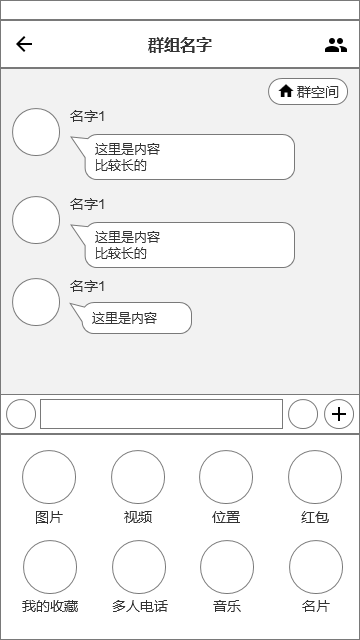 群组名字
群空间
名字1
这里是内容
比较长的
名字1
这里是内容
比较长的
名字1
这里是内容
图片
视频
位置
红包
我的收藏
多人电话
音乐
名片